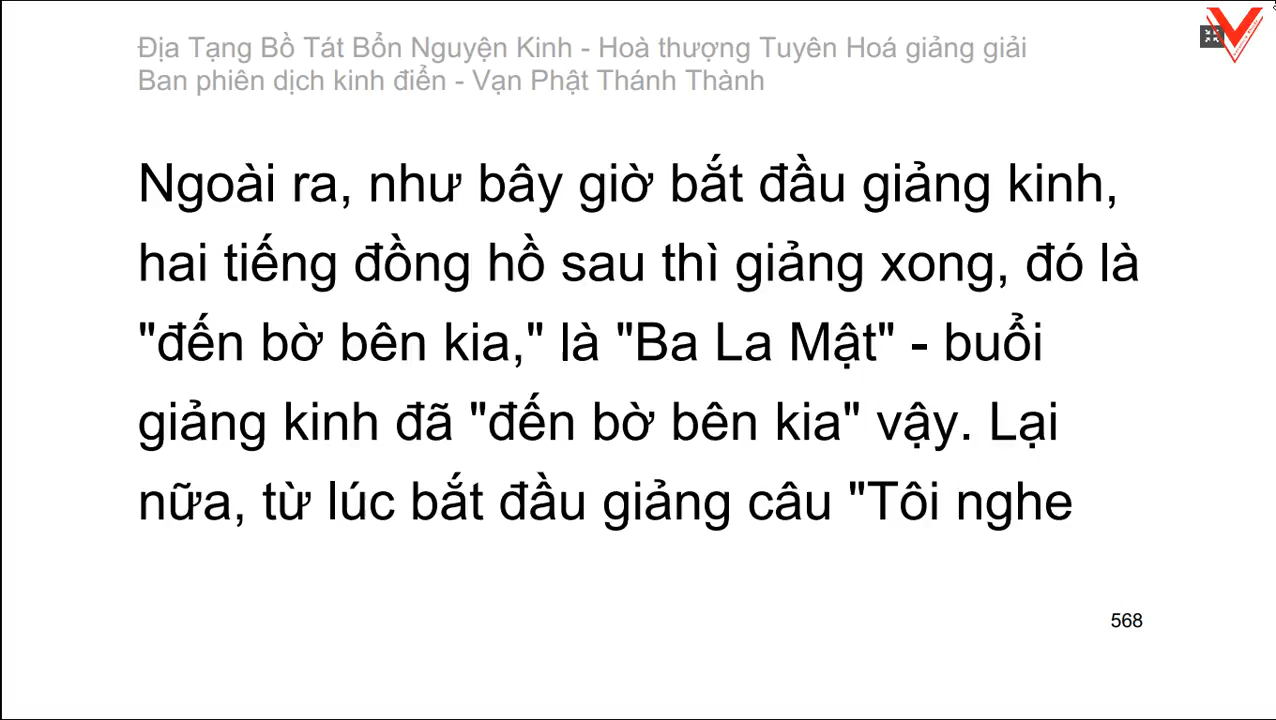 Địa Tạng Bồ Tát Bổn Nguyện Kinh - Hoà thượng Tuyên Hoá giảng giải
Ban phiên dịch kinh điển - Vạn Phật Thánh Thành
Ngoài ra, như bây giờ bắt đầu giảng kinh,
hai tiếng đồng hồ sau thì giảng xong, đó là
"đến bờ bên kia," là "Ba La Mật" - buổi
giảng kinh đã "đến bờ bên kia" vậy. Lại
nữa, từ lúc bắt đầu giảng câu "Tôi nghe
568